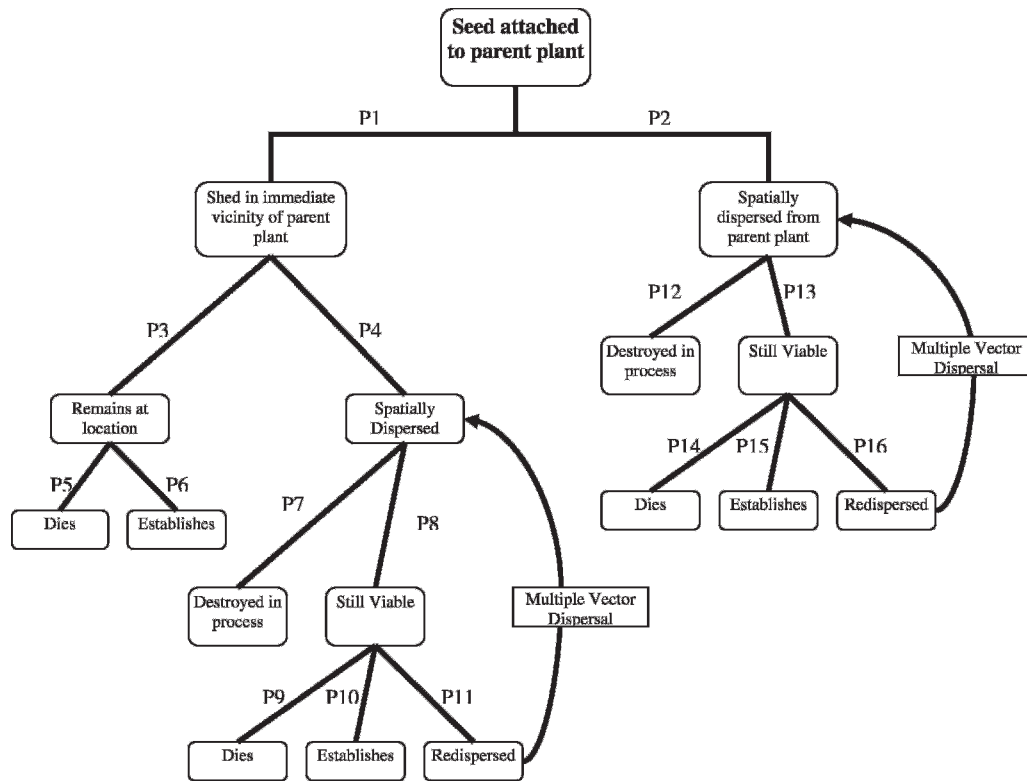 Seed attached
to parent plant
P1
P2
Shed in immediate
vicinity of parent
plant
Spatially
dispersed from
parent plant
P3
P4
P12
P13
Destroyed in
process
Still Viable
Multiple Vector
Dispersal
Remains at
location
Spatially
Dispersed
P14
P15
P16
P5
P6
Dies
Establishes
Redispersed
Dies
Establishes
P7
P8
Destroyed in
process
Still Viable
Multiple Vector
Dispersal
P9
P10
P11
Dies
Establishes
Redispersed